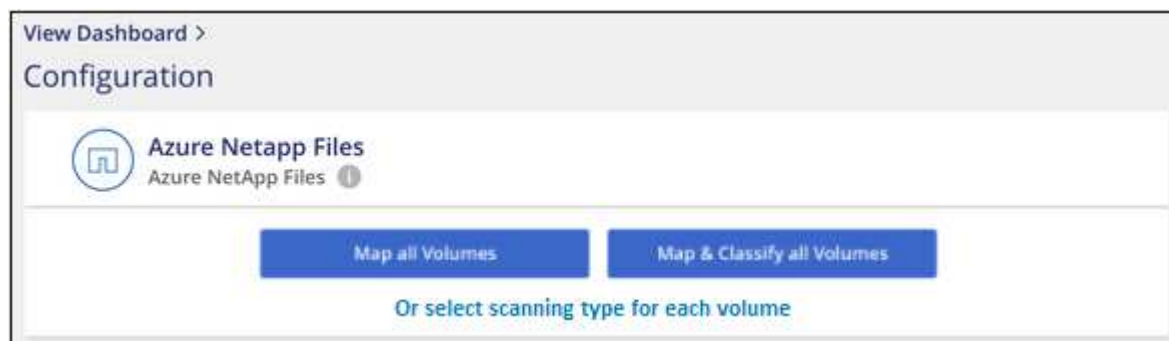 View Dashboard >
Configuration
Azure Netapp Files
Azure NetApp Files
Map all Volumes
Map & Classify all Volumes
Or select scanning type for each volume